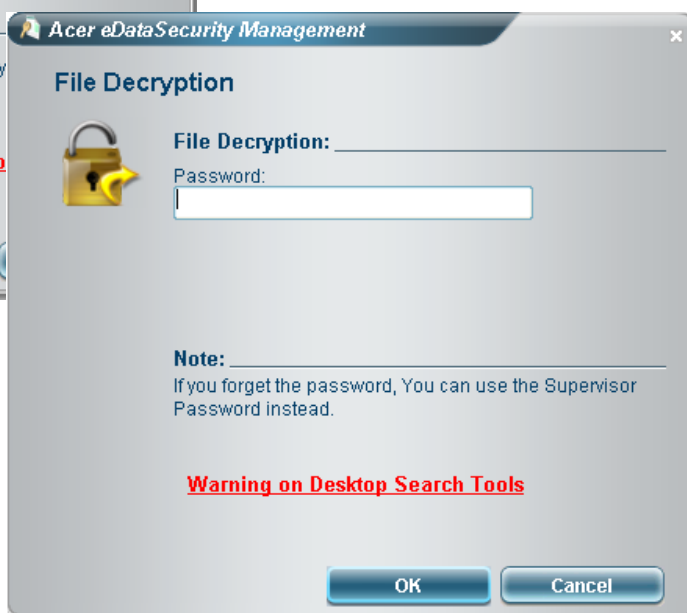 Acer eDataSecurity Management
File Decryption
File Decryption:
Password:
Note:
If you forget the password, You can use the Supervisor
Password instead.
Warning on Desktop Search Tools
OK
Cancel